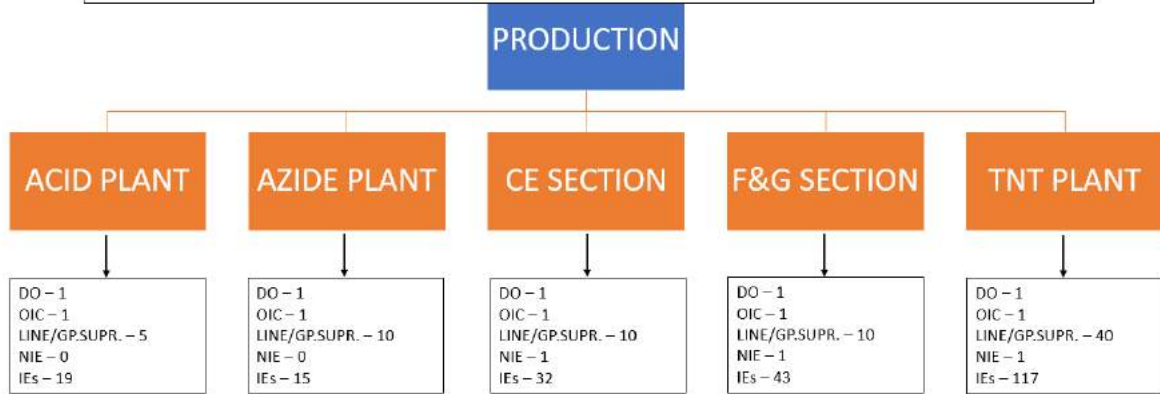 PRODUCTION
ACID PLANT
AZIDE PLANT
CE SECTION
F&G SECTION
TNT PLANT
DO – 1
OIC – 1
LINE/GP.SUPR. – 5
NIE – 0
IEs – 19
DO – 1
OIC – 1
LINE/GP.SUPR. – 10
NIE – 0
IEs – 15
DO – 1
OIC – 1
LINE/GP.SUPR. – 10
NIE – 1
IEs – 32
DO – 1
OIC – 1
LINE/GP.SUPR. – 10
NIE – 1
IEs – 43
DO – 1
OIC – 1
LINE/GP.SUPR. – 40
NIE – 1
IEs – 117